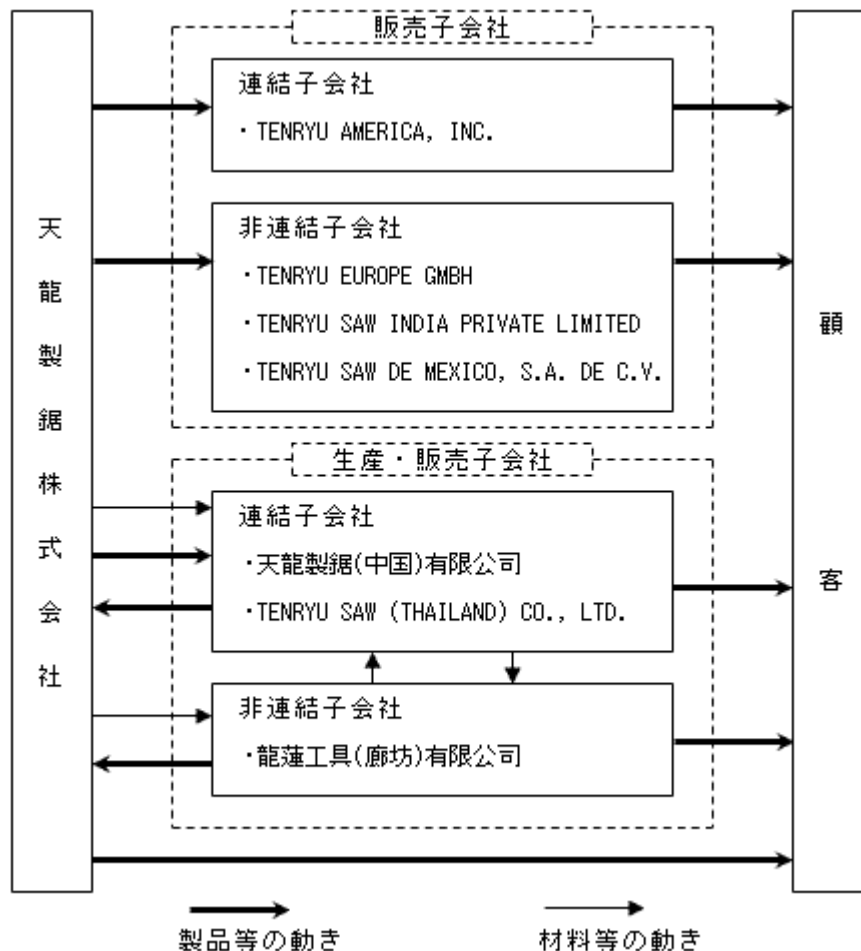 販売子会社
連結子会社
・TENRYU AMERICA, INC.
非連結子会社
・TENRYU EUROPE GMBH
・TENRYU SAW INDIA PRIVATE LIMITED
・TENRYU SAW DE MEXICO, S.A. DE C.V.
天龍製鋸株式会社
顧客
生産・販売子会社
連結子会社
・天龍製鋸(中国)有限公司
・TENRYU SAW (THAILAND) CO., LTD.
非連結子会社
・龍蓮工具(廊坊)有限公司
製品等の動き
材料等の動き